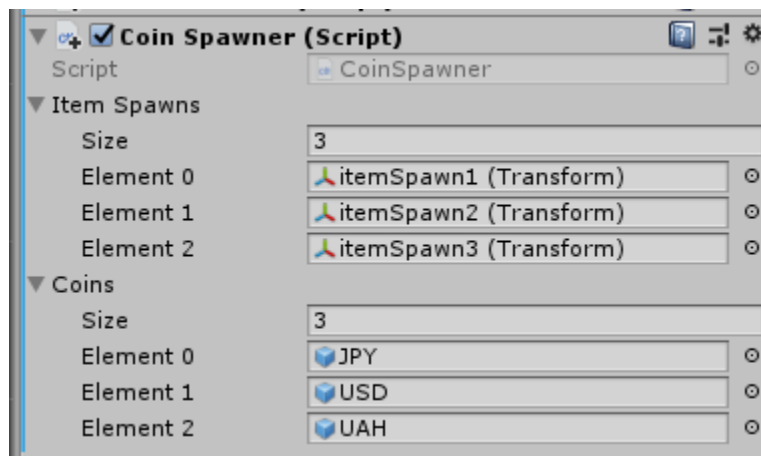 Coin Spawner (Script)
Script CoinSpawner
Item Spawns
Size 3
Element 0 itemSpawn1 (Transform)
Element 1 itemSpawn2 (Transform)
Element 2 itemSpawn3 (Transform)
Coins
Size 3
Element 0 JPY
Element 1 USD
Element 2 UAH